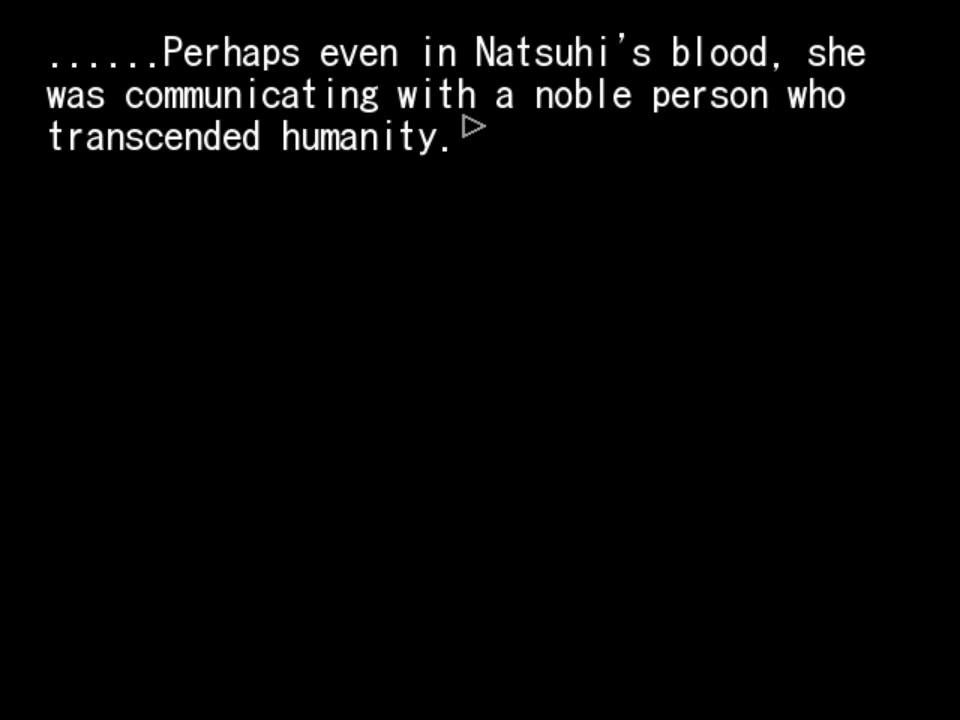 ......Perhaps even in Natsuhi's blood, she
was communicating with a noble person who
transcended humanity.